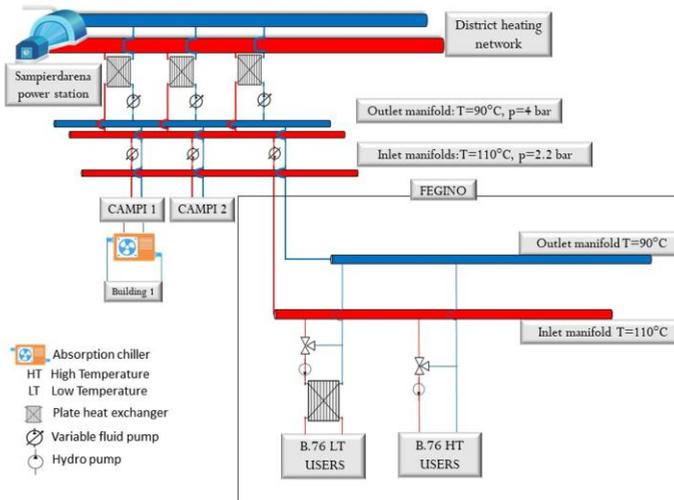 District heating
network
Sampierdarena
power station
Outlet manifold: T=90°C, p=4 bar
Inlet manifolds:T=110°C, p=2.2 bar
FEGINO
CAMPI 1
CAMPI 2
Outlet manifold T=90°C
Building 1
Inlet manifold T=110°C
Absorption chiller
HT High Temperature
LT Low Temperature
Plate heat exchanger
Variable fluid pump
Hydro pump
B.76 LT
USERS
B.76 HT
USERS